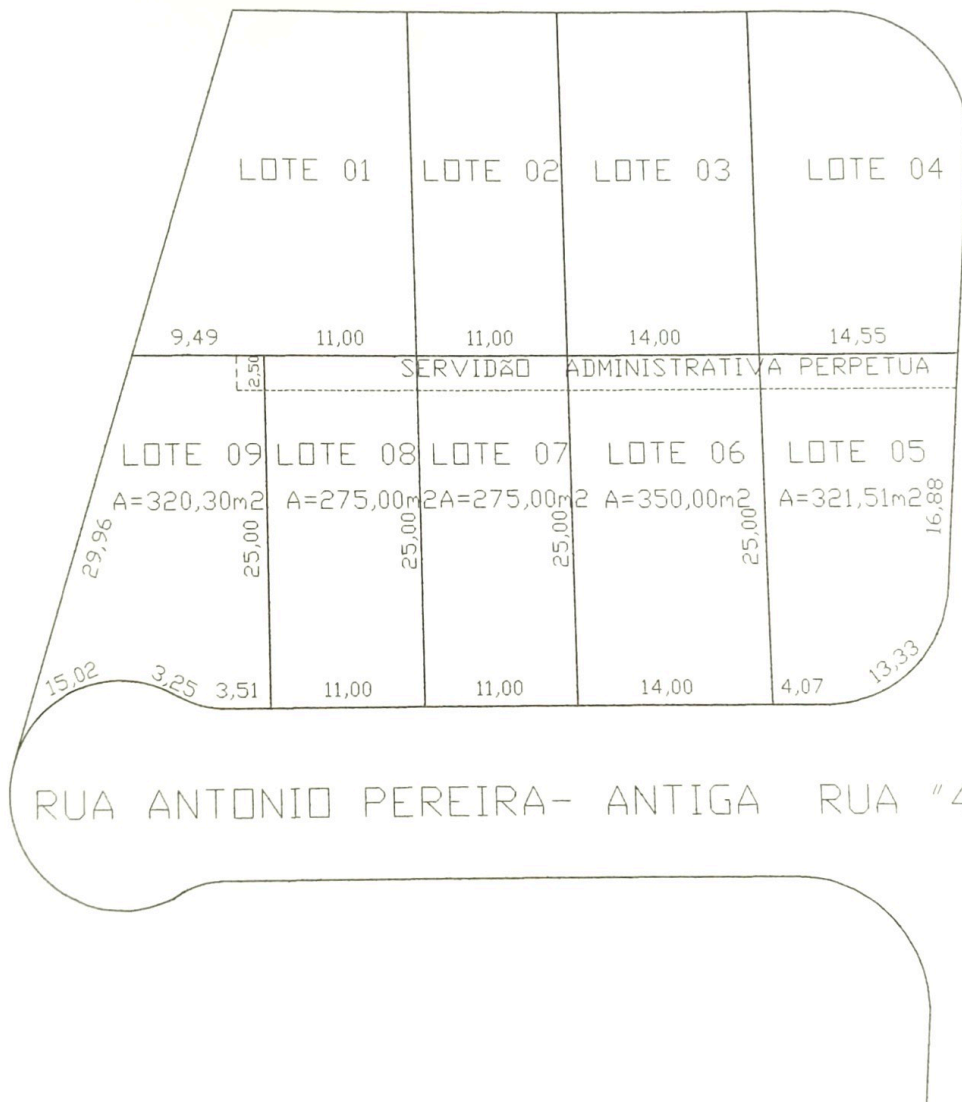 LOTE 01 LOTE 02 LOTE 03 LOTE 04
9,49 11,00 11,00 14,00 14,55
2,50 SERVIDÃO ADMINISTRATIVA PERPETUA
LOTE 09 LOTE 08 LOTE 07 LOTE 06 LOTE 05
A=320,30m2 A=275,00m2 A=275,00m2 A=350,00m2 A=321,51m2
29,96 25,00 25,00 25,00 25,00 16,88
15,02 3,25 3,51 11,00 11,00 14,00 4,07 13,33
RUA ANTONIO PEREIRA- ANTIGA RUA "4